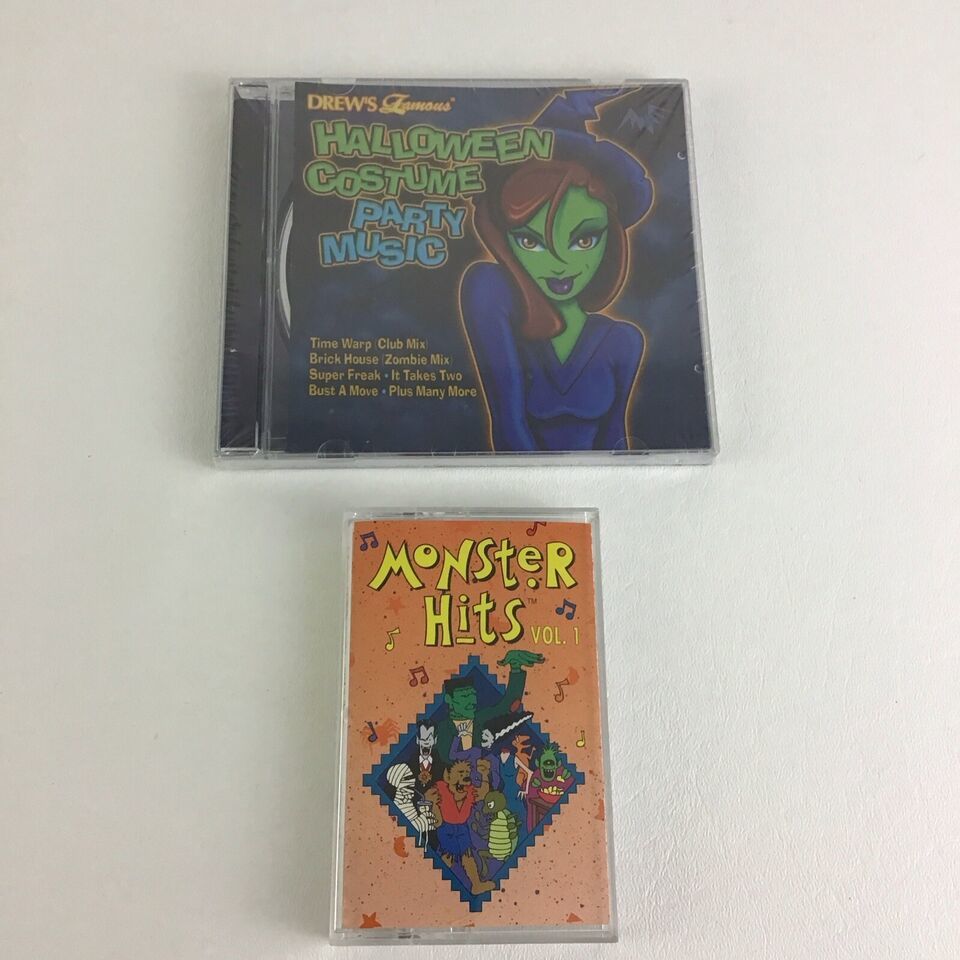 DREW'S Famous®
HALLOWEEN
COSTUME
PARTY
MUSIC
Time Warp (Club Mix)
Brick House (Zombie Mix)
Super Freak • It Takes Two
Bust A Move • Plus Many More
MONSteR
HitS™
VOL. 1